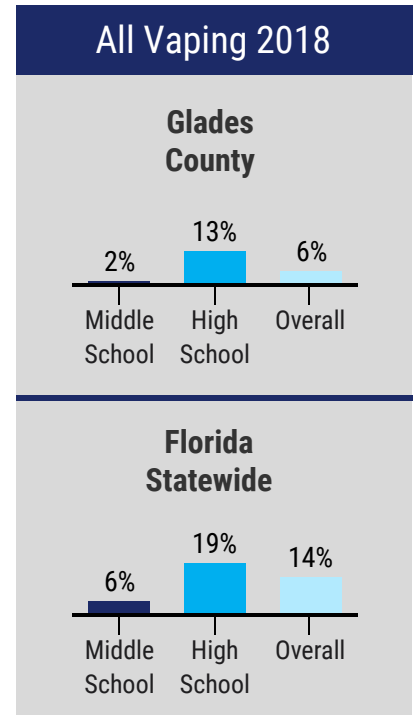 All Vaping 2018
Glades
County
2% 13% 6%
Middle High Overall
School School
Florida
Statewide
6% 19% 14%
Middle High Overall
School School